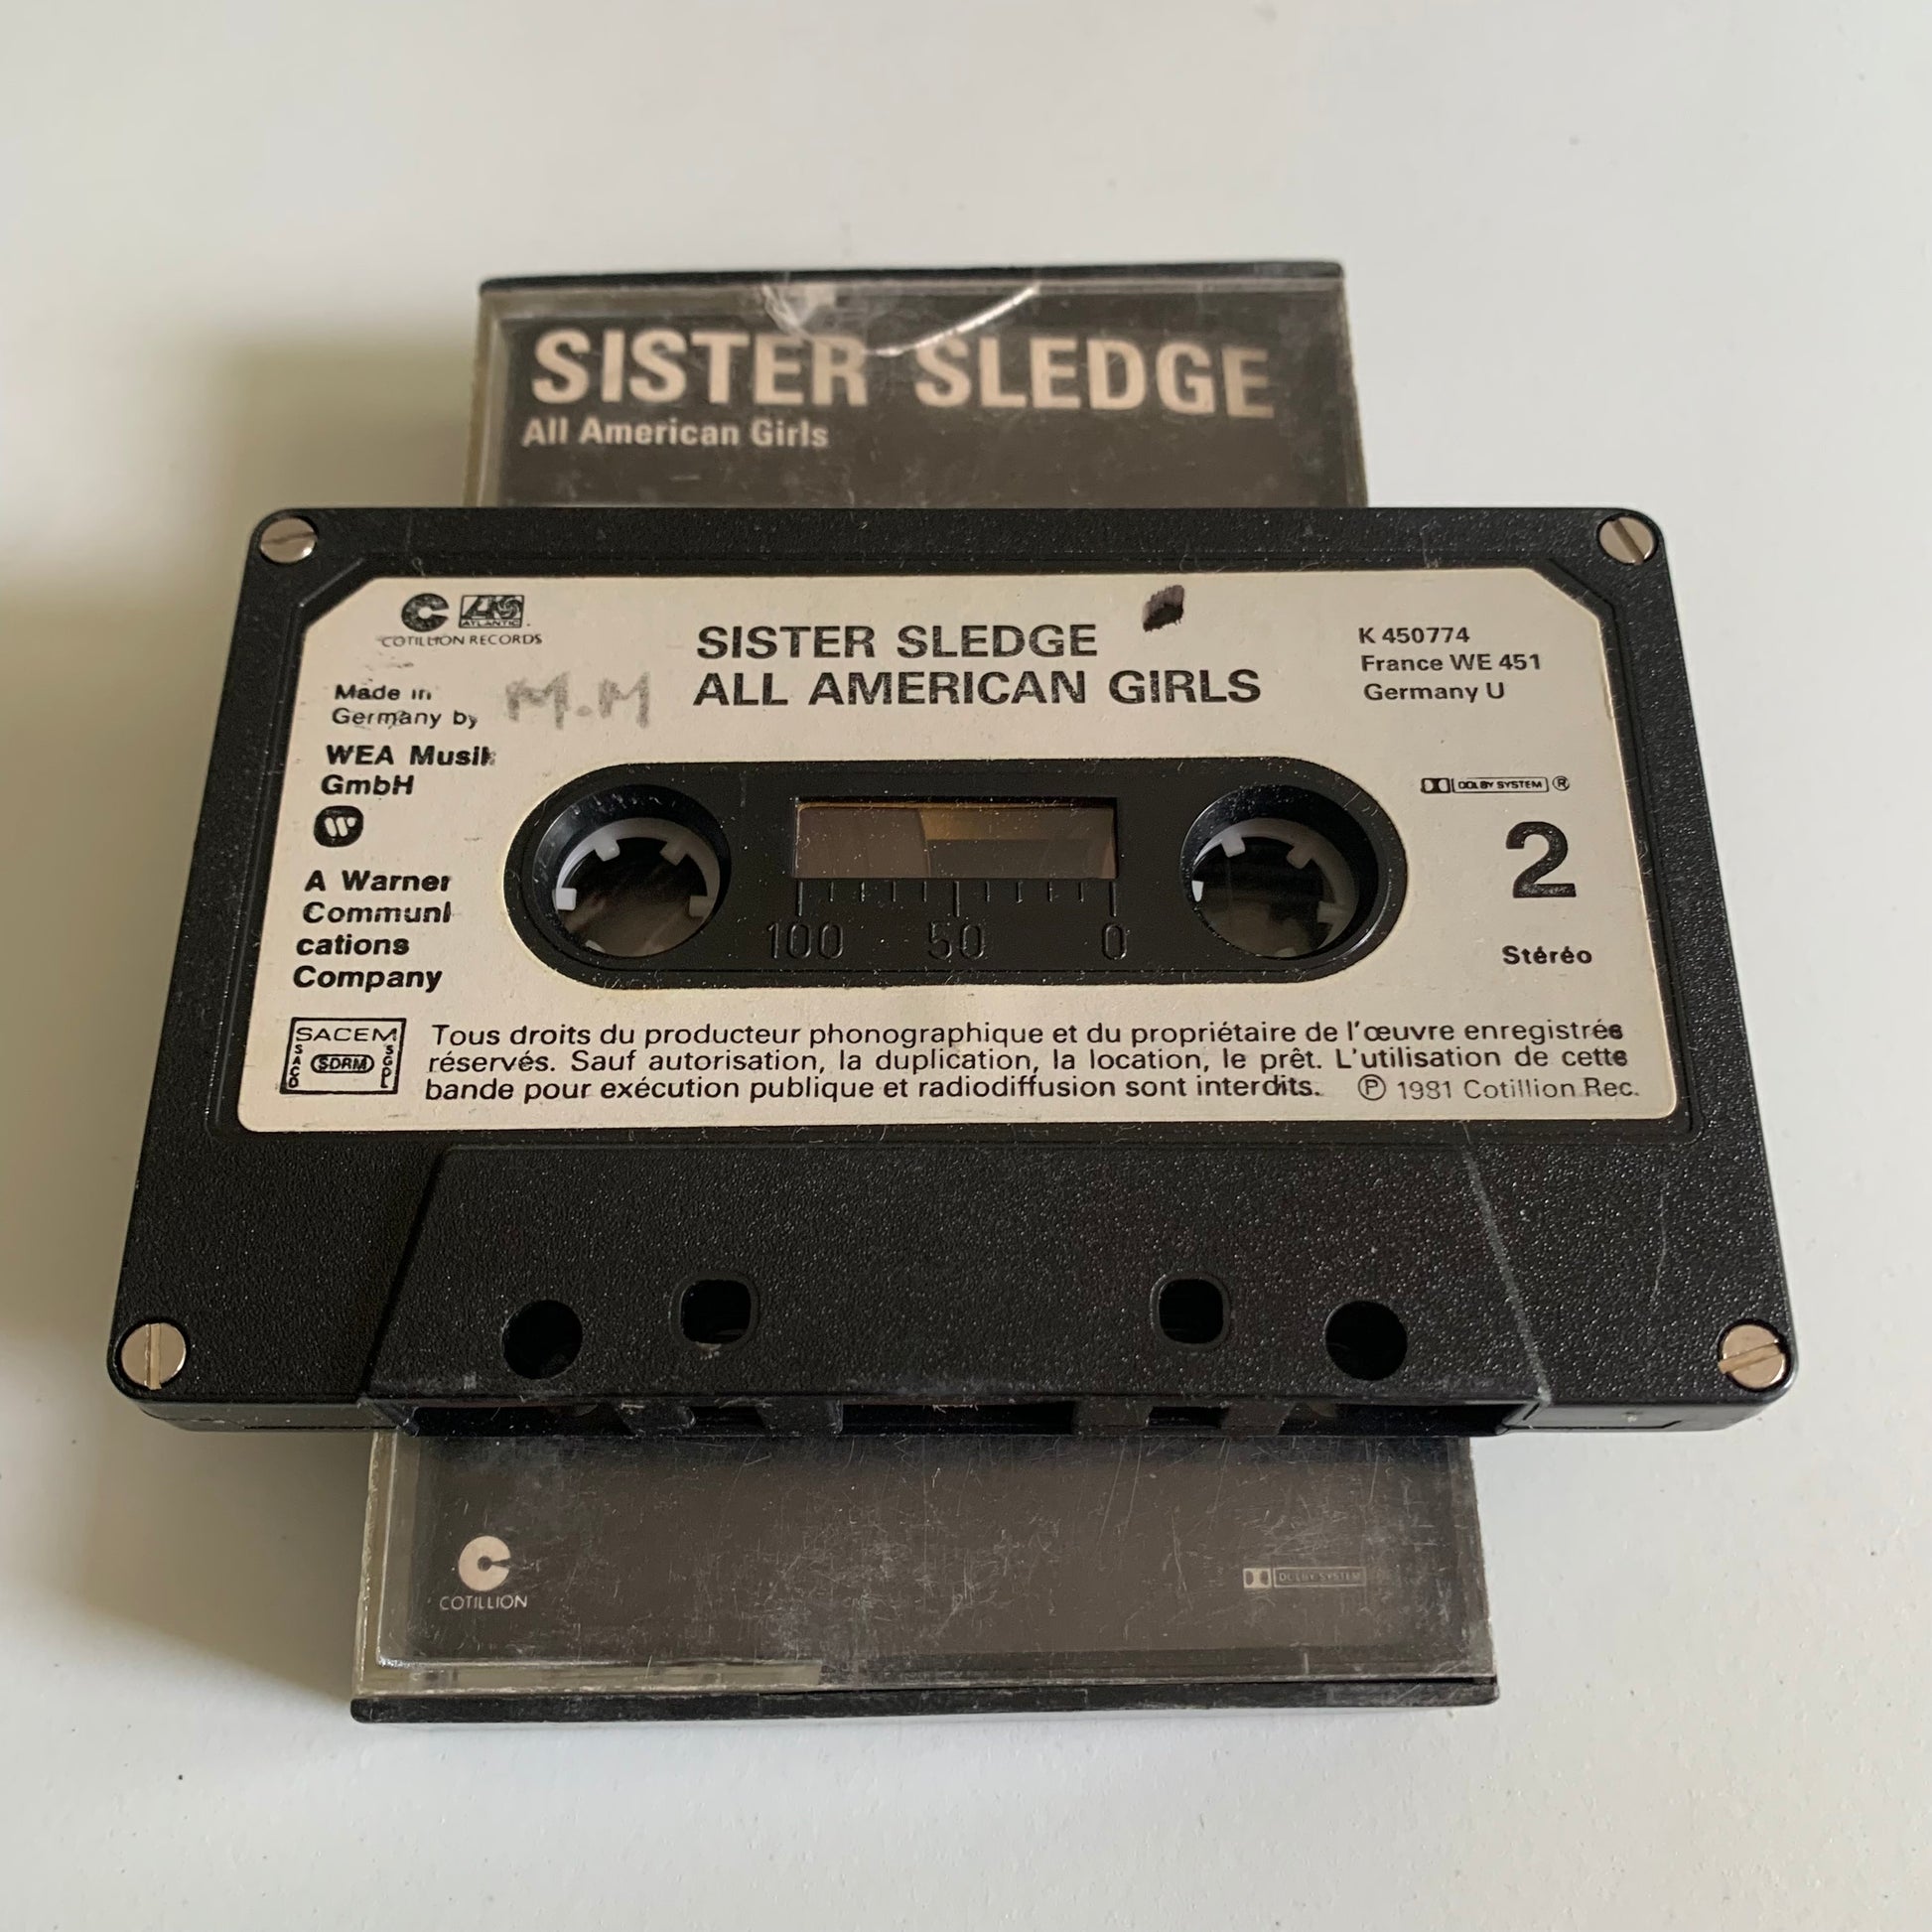 SISTER SLEDGE
All American Girls
ATLANTIC
COTILLION RECORDS
SISTER SLEDGE
ALL AMERICAN GIRLS
K 450774
France WE 451
Germany U
Made in
Germany by
M.M
WEA Musik
GmbH
A Warner
Communi
cations
Company
DOLBY SYSTEM ®
2
Stéréo
100 50 0
SACEM
SACD
SDRM
SGDL
Tous droits du producteur phonographique et du propriétaire de l'œuvre enregistrée
réservés. Sauf autorisation, la duplication, la location, le prêt. L'utilisation de cette
bande pour exécution publique et radiodiffusion sont interdits. ℗ 1981 Cotillion Rec.
COTILLION
DOLBY SYSTEM